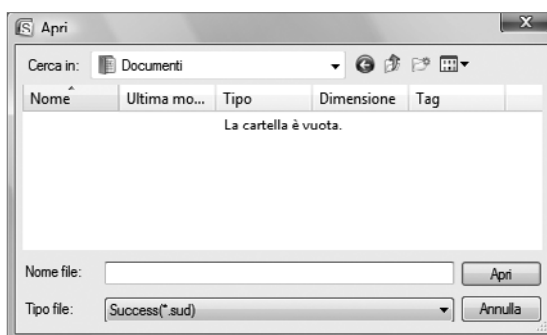 Apri
Cerca in: Documenti
Nome Ultima mo... Tipo Dimensione Tag
La cartella è vuota.
Nome file: Apri
Tipo file: Success(*.sud) Annulla